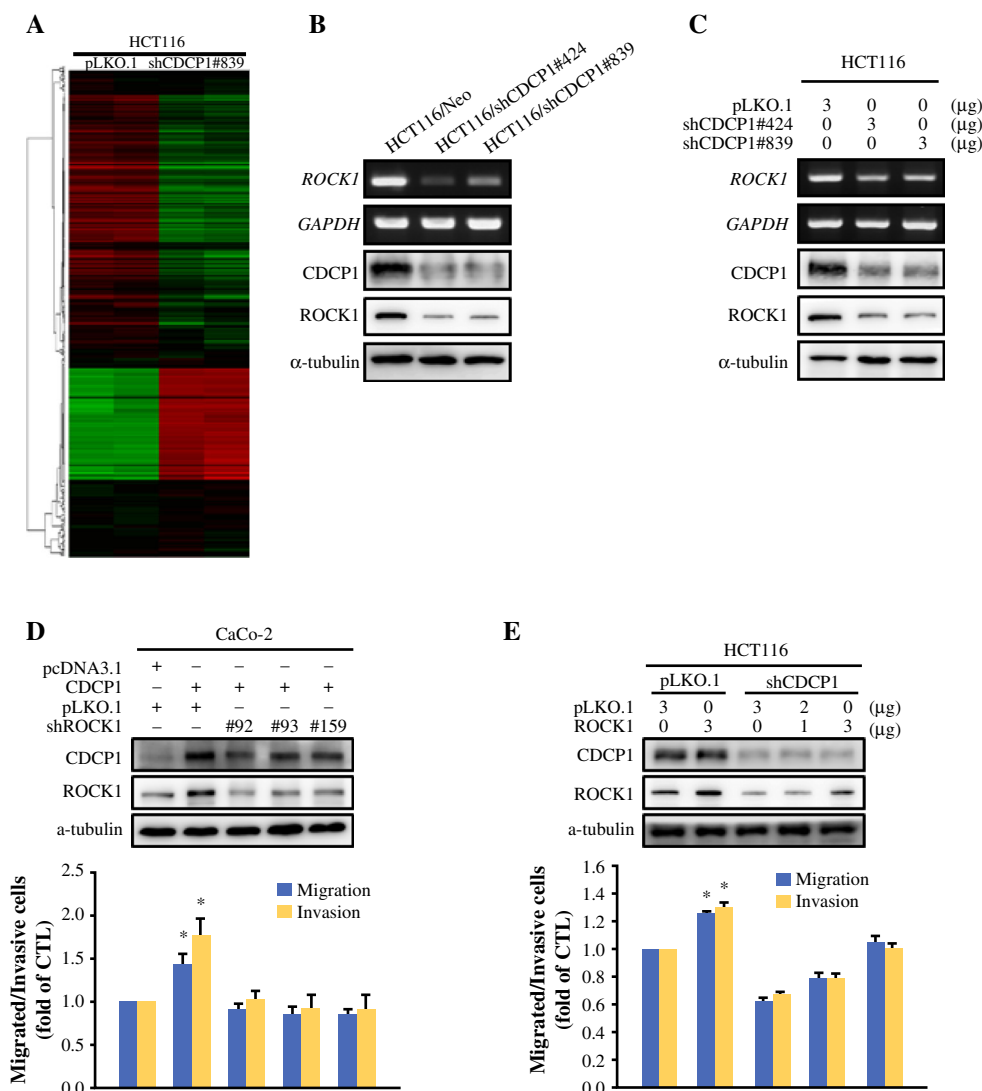 A
HCT116
pLKO.1 shCDCP1#839
B
HCT116/Neo
HCT116/shCDCP1#424
HCT116/shCDCP1#839
ROCK1
GAPDH
CDCP1
ROCK1
α-tubulin
C
HCT116
pLKO.1 3 0 0 (µg)
shCDCP1#424 0 3 0 (µg)
shCDCP1#839 0 0 3 (µg)
ROCK1
GAPDH
CDCP1
ROCK1
α-tubulin
D
CaCo-2
pcDNA3.1 + – – – –
CDCP1 – + + + +
pLKO.1 + + – – –
shROCK1 – – #92 #93 #159
CDCP1
ROCK1
a-tubulin
Migrated/Invasive cells
(fold of CTL)
2.5
2.0
1.5
1.0
0.5
0.0
Migration
Invasion
* *
E
HCT116
pLKO.1 shCDCP1
pLKO.1 3 0 3 2 0 (µg)
ROCK1 0 3 0 1 3 (µg)
CDCP1
ROCK1
a-tubulin
Migrated/Invasive cells
(fold of CTL)
1.6
1.4
1.2
1.0
0.8
0.6
0.4
0.2
0.0
Migration
Invasion
* *